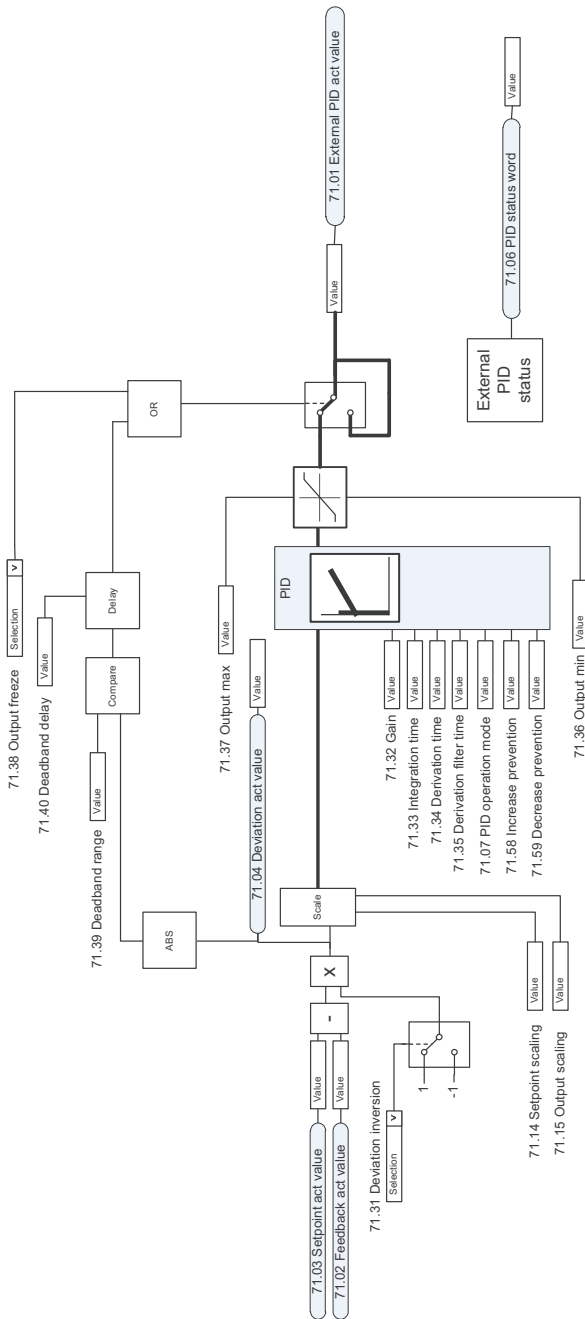 71.38 Output freeze
Selection
v
71.40 Deadband delay
Value
71.39 Deadband range
Value
Compare
Delay
OR
ABS
71.04 Deviation act value
Value
71.37 Output max
Value
71.03 Setpoint act value
Value
71.02 Feedback act value
Value
-
X
Scale
PID
Value
71.01 External PID act value
71.31 Deviation inversion
Selection
v
1
-1
71.14 Setpoint scaling
Value
71.15 Output scaling
Value
71.32 Gain
Value
71.33 Integration time
Value
71.34 Derivation time
Value
71.35 Derivation filter time
Value
71.07 PID operation mode
Value
71.58 Increase prevention
Value
71.59 Decrease prevention
Value
71.36 Output min
Value
External
PID
status
71.06 PID status word
Value